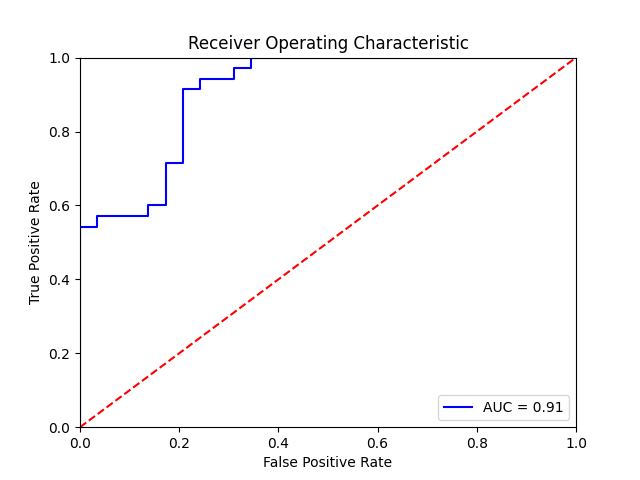 Receiver Operating Characteristic
1.0
0.8
0.6
0.4
0.2
0.0
True Positive Rate
AUC = 0.91
0.0 0.2 0.4 0.6 0.8 1.0
False Positive Rate